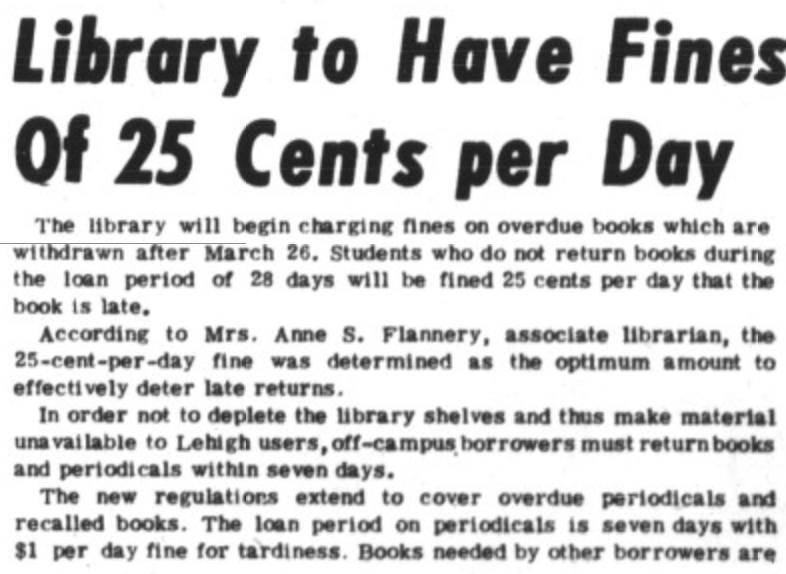 Library to Have Fines
Of 25 Cents per Day
The library will begin charging fines on overdue books which are
withdrawn after March 26. Students who do not return books during
the loan period of 28 days will be fined 25 cents per day that the
book is late.
According to Mrs. Anne S. Flannery, associate librarian, the
25-cent-per-day fine was determined as the optimum amount to
effectively deter late returns.
In order not to deplete the library shelves and thus make material
unavailable to Lehigh users, off-campus borrowers must return books
and periodicals within seven days.
The new regulations extend to cover overdue periodicals and
recalled books. The loan period on periodicals is seven days with
$1 per day fine for tardiness. Books needed by other borrowers are